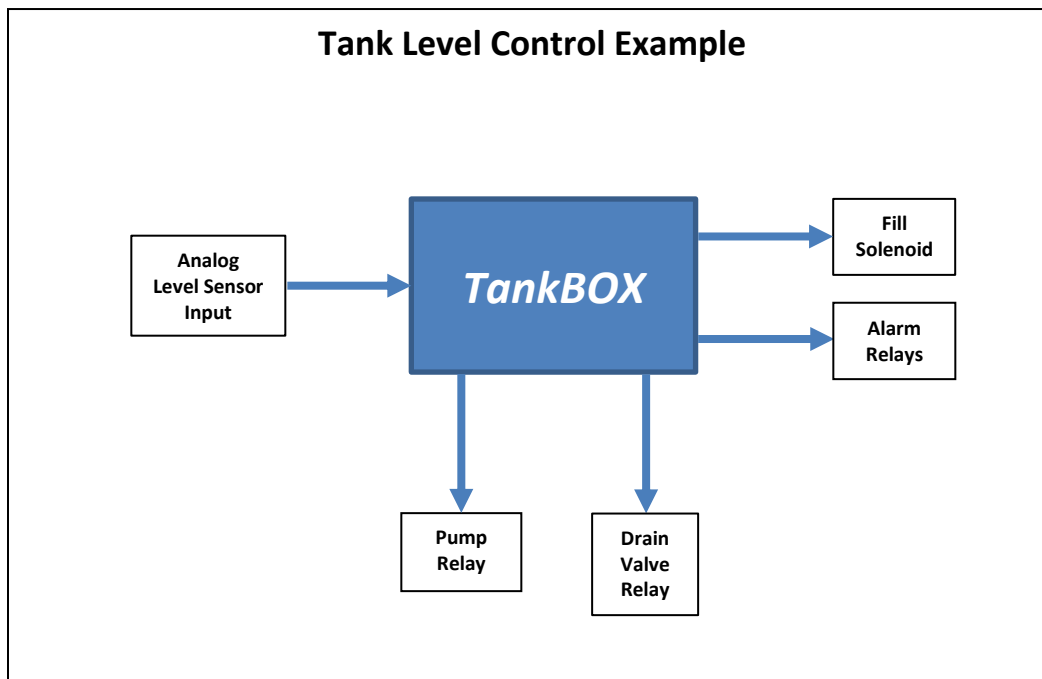 Tank Level Control Example
Analog
Level Sensor
Input
TankBOX
Fill
Solenoid
Alarm
Relays
Pump
Relay
Drain
Valve
Relay